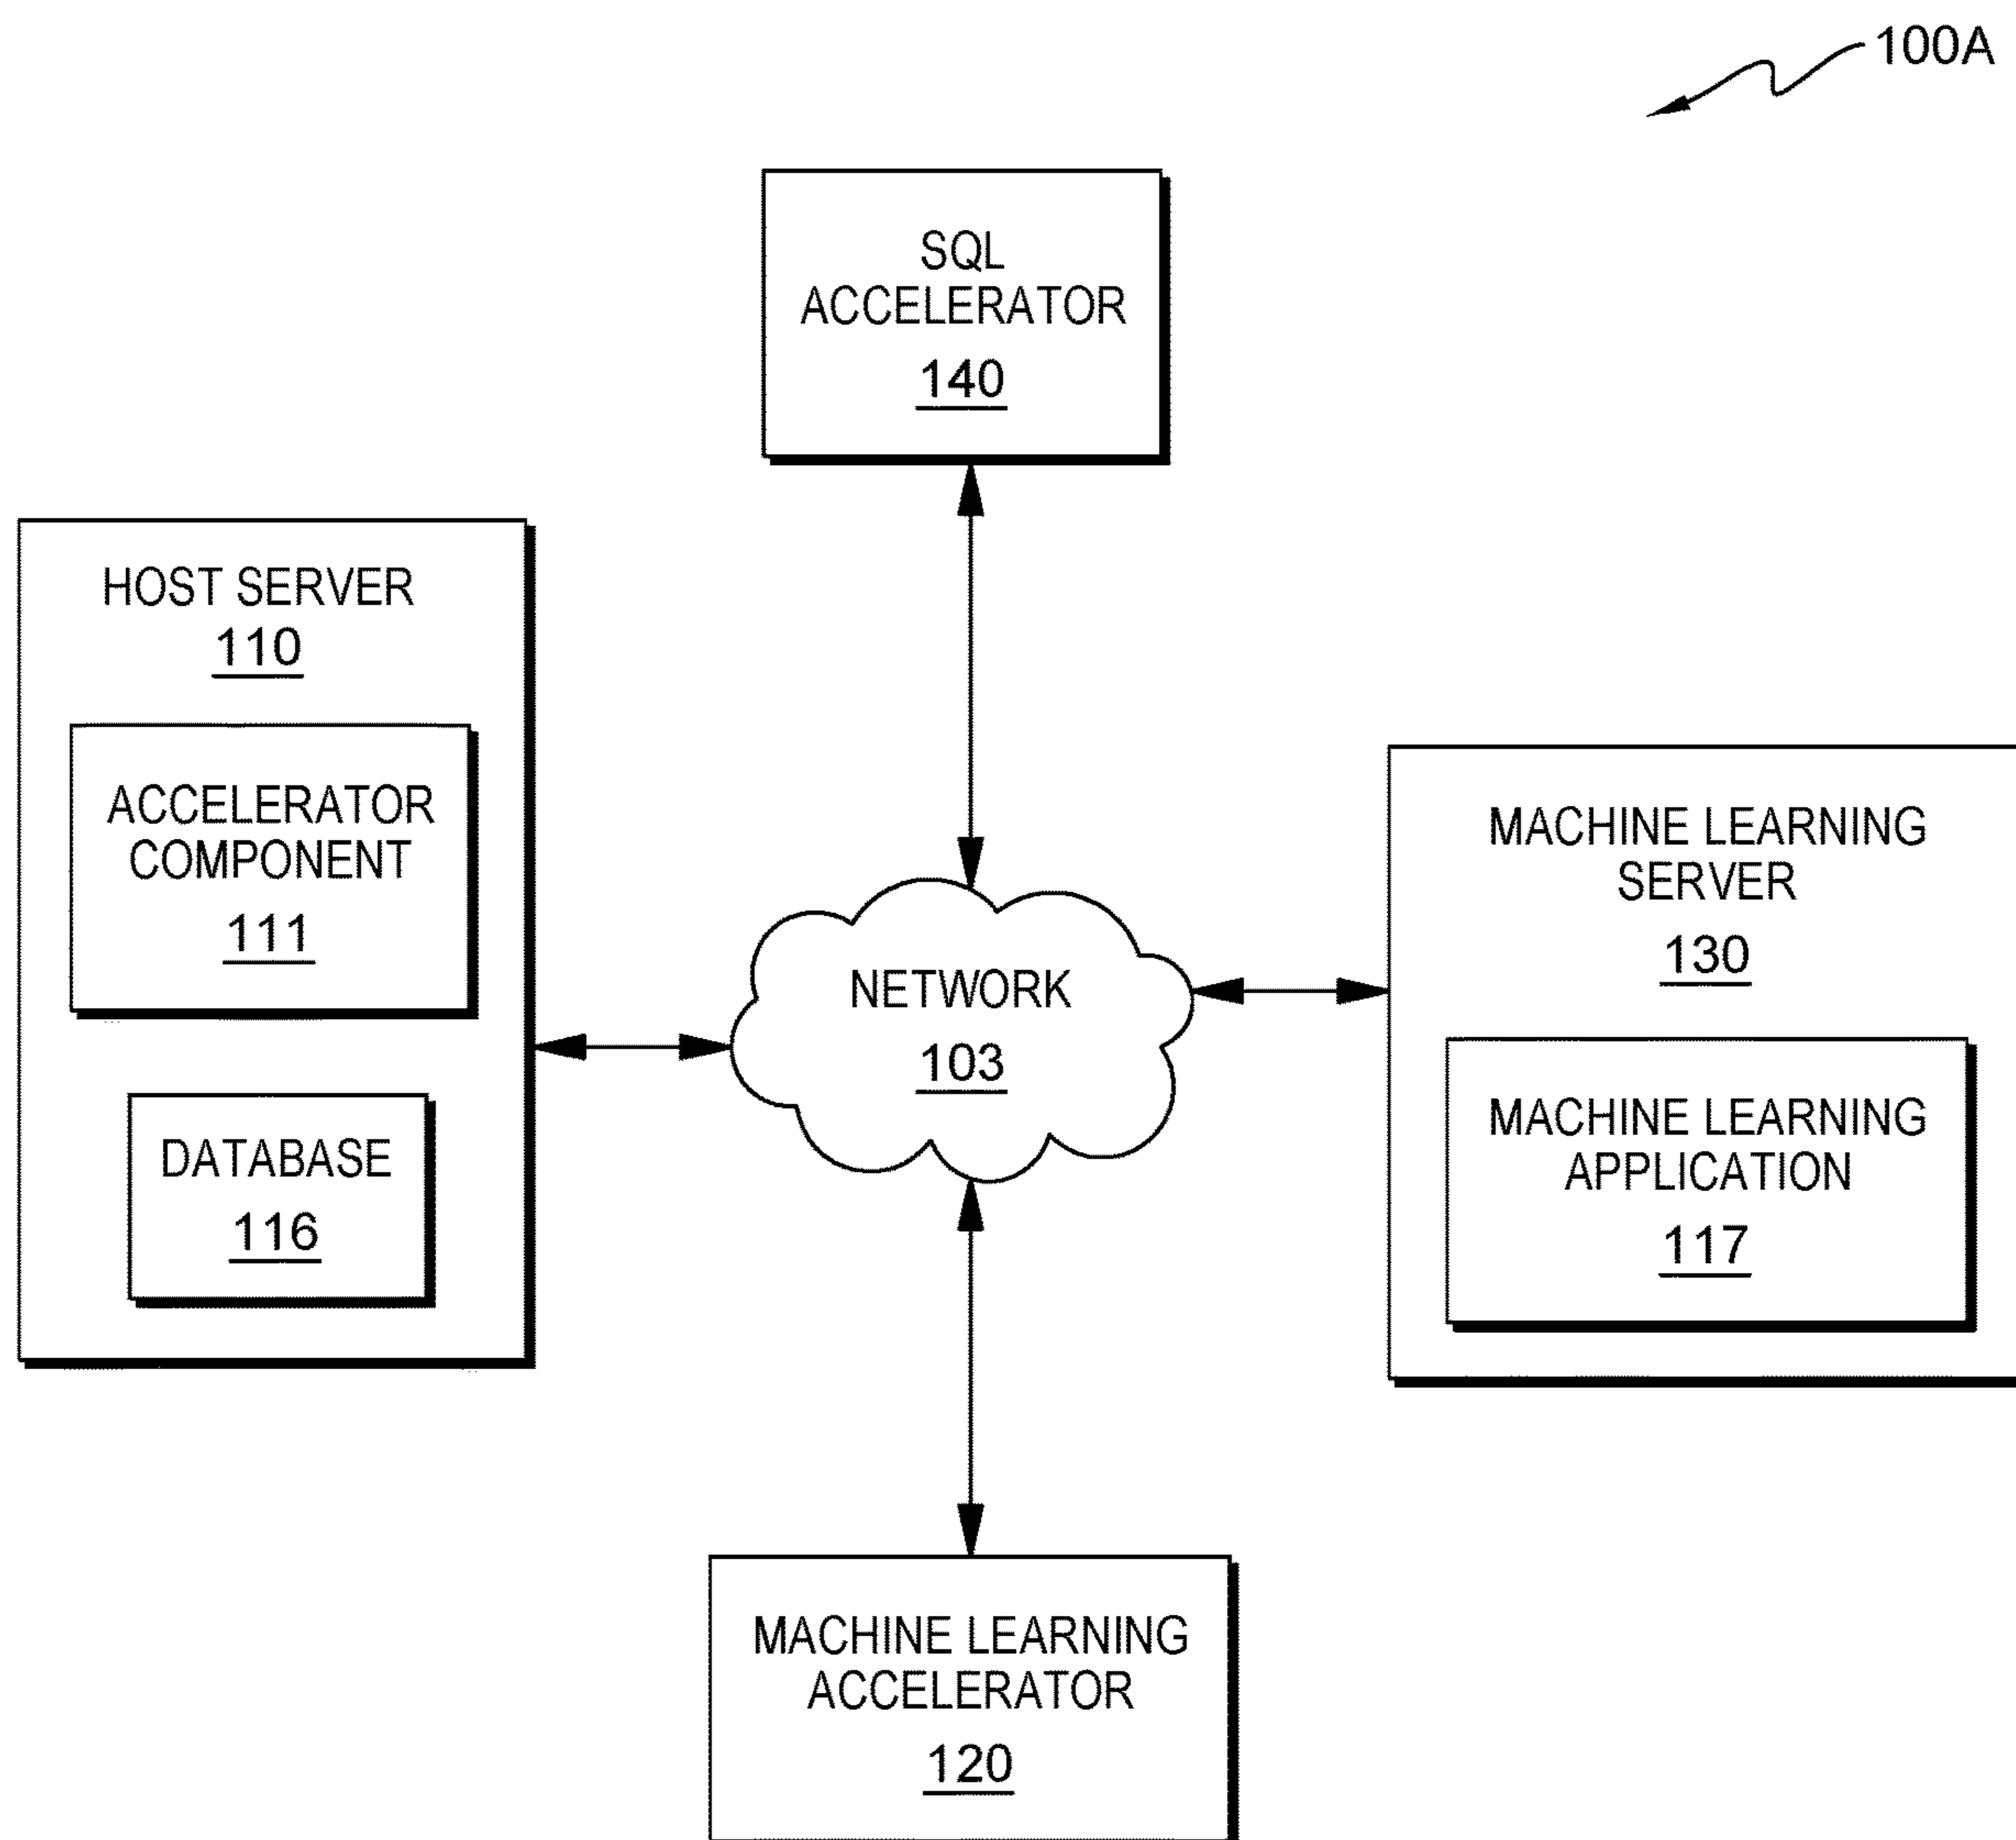 100A
SQL
ACCELERATOR
140
HOST SERVER
110
ACCELERATOR
COMPONENT
111
DATABASE
116
NETWORK
103
MACHINE LEARNING
SERVER
130
MACHINE LEARNING
APPLICATION
117
MACHINE LEARNING
ACCELERATOR
120